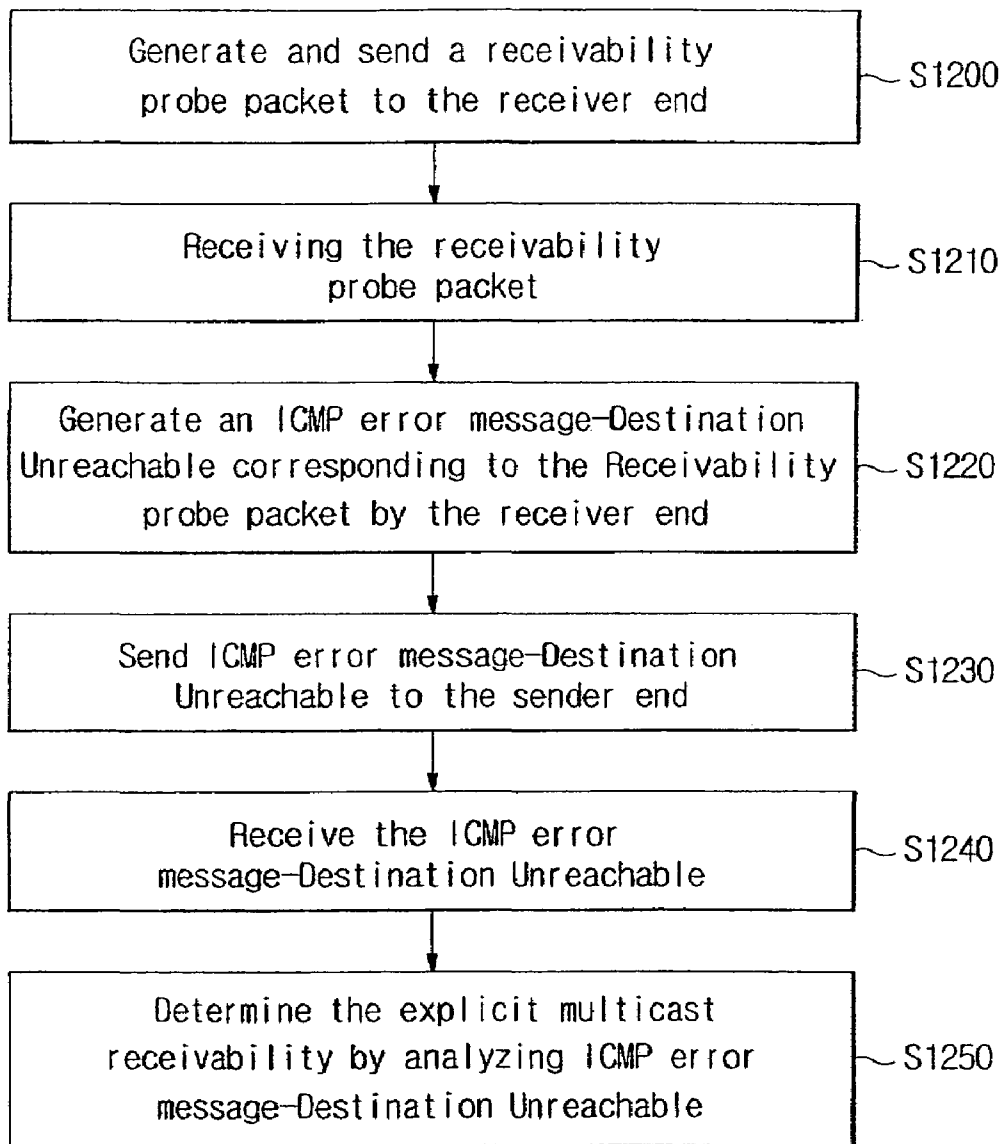 Generate and send a receivability
probe packet to the receiver end
S1200
Receiving the receivability
probe packet
S1210
Generate an ICMP error message-Destination
Unreachable corresponding to the Receivability
probe packet by the receiver end
S1220
Send ICMP error message-Destination
Unreachable to the sender end
S1230
Receive the ICMP error
message-Destination Unreachable
S1240
Determine the explicit multicast
receivability by analyzing ICMP error
message-Destination Unreachable
S1250